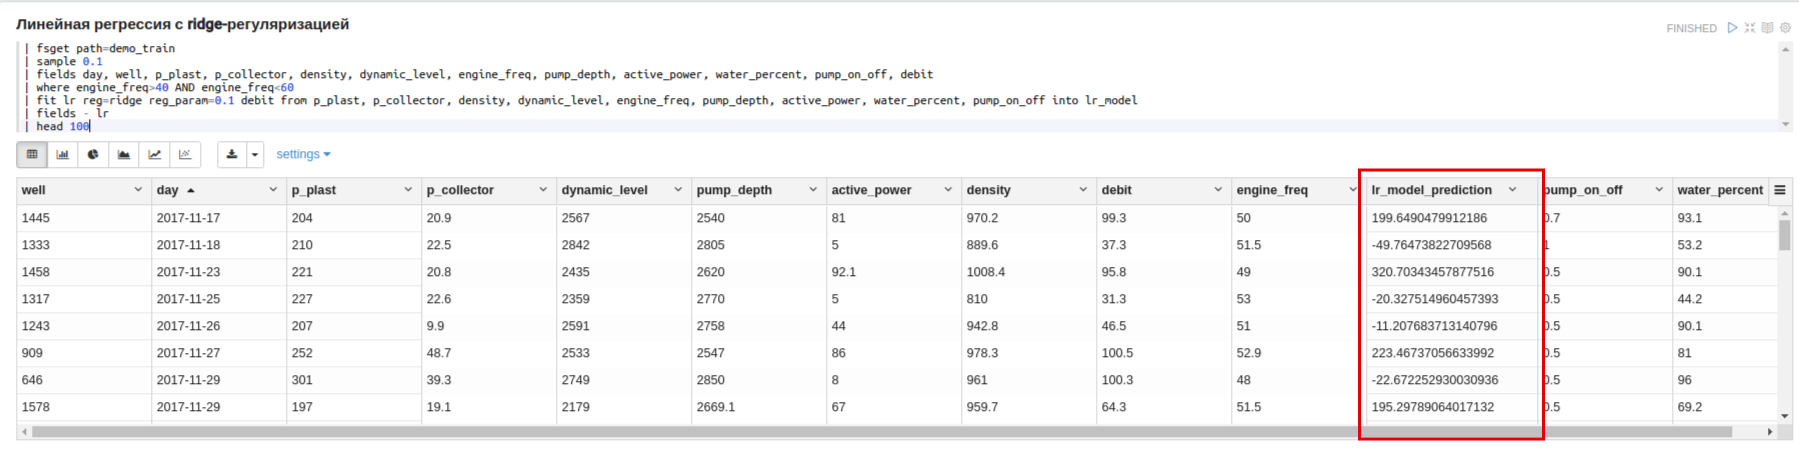 Линейная регрессия с ridge-регуляризацией
FINISHED
| fsget path=demo_train
| sample 0.1
| fields day, well, p_plast, p_collector, density, dynamic_level, engine_freq, pump_depth, active_power, water_percent, pump_on_off, debit
| where engine_freq>40 AND engine_freq<60
| fit lr reg=ridge reg_param=0.1 debit from p_plast, p_collector, density, dynamic_level, engine_freq, pump_depth, active_power, water_percent, pump_on_off into lr_model
| fields - lr
| head 100
settings
well day p_plast p_collector dynamic_level pump_depth active_power density debit engine_freq lr_model_prediction pump_on_off water_percent
1445 2017-11-17 204 20.9 2567 2540 81 970.2 99.3 50 199.6490479912186 0.7 93.1
1333 2017-11-18 210 22.5 2842 2805 5 889.6 37.3 51.5 -49.76473822709568 1 53.2
1458 2017-11-23 221 20.8 2435 2620 92.1 1008.4 95.8 49 320.70343457877516 0.5 90.1
1317 2017-11-25 227 22.6 2359 2770 5 810 31.3 53 -20.327514960457393 0.5 44.2
1243 2017-11-26 207 9.9 2591 2758 44 942.8 46.5 51 -11.207683713140796 0.5 90.1
909 2017-11-27 252 48.7 2533 2547 86 978.3 100.5 52.9 223.46737056633992 0.5 81
646 2017-11-29 301 39.3 2749 2850 8 961 100.3 48 -22.672252930030936 0.5 96
1578 2017-11-29 197 19.1 2179 2669.1 67 959.7 64.3 51.5 195.29789064017132 0.5 69.2